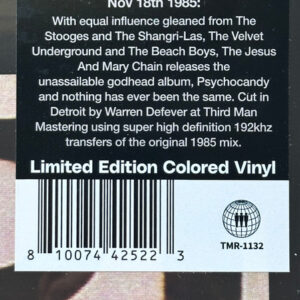 Nov 18th 1985:
With equal influence gleaned from The
Stooges and The Shangri-Las, The Velvet
Underground and The Beach Boys, The Jesus
And Mary Chain releases the
unassailable godhead album, Psychocandy
and nothing has ever been the same. Cut in
Detroit by Warren Defever at Third Man
Mastering using super high definition 192khz
transfers of the original 1985 mix.
Limited Edition Colored Vinyl
8 10074 42522 3
TMR-1132